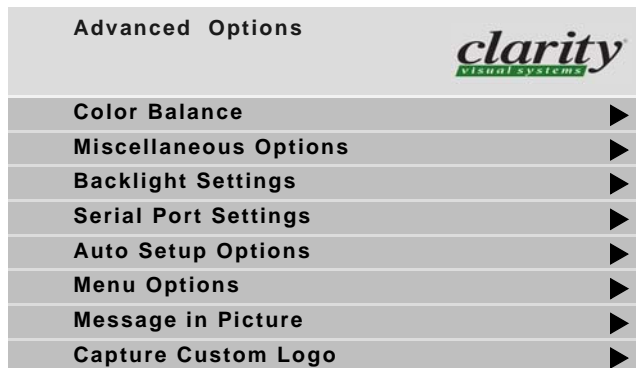 Advanced Options
clarity
visual systems
Color Balance
Miscellaneous Options
Backlight Settings
Serial Port Settings
Auto Setup Options
Menu Options
Message in Picture
Capture Custom Logo